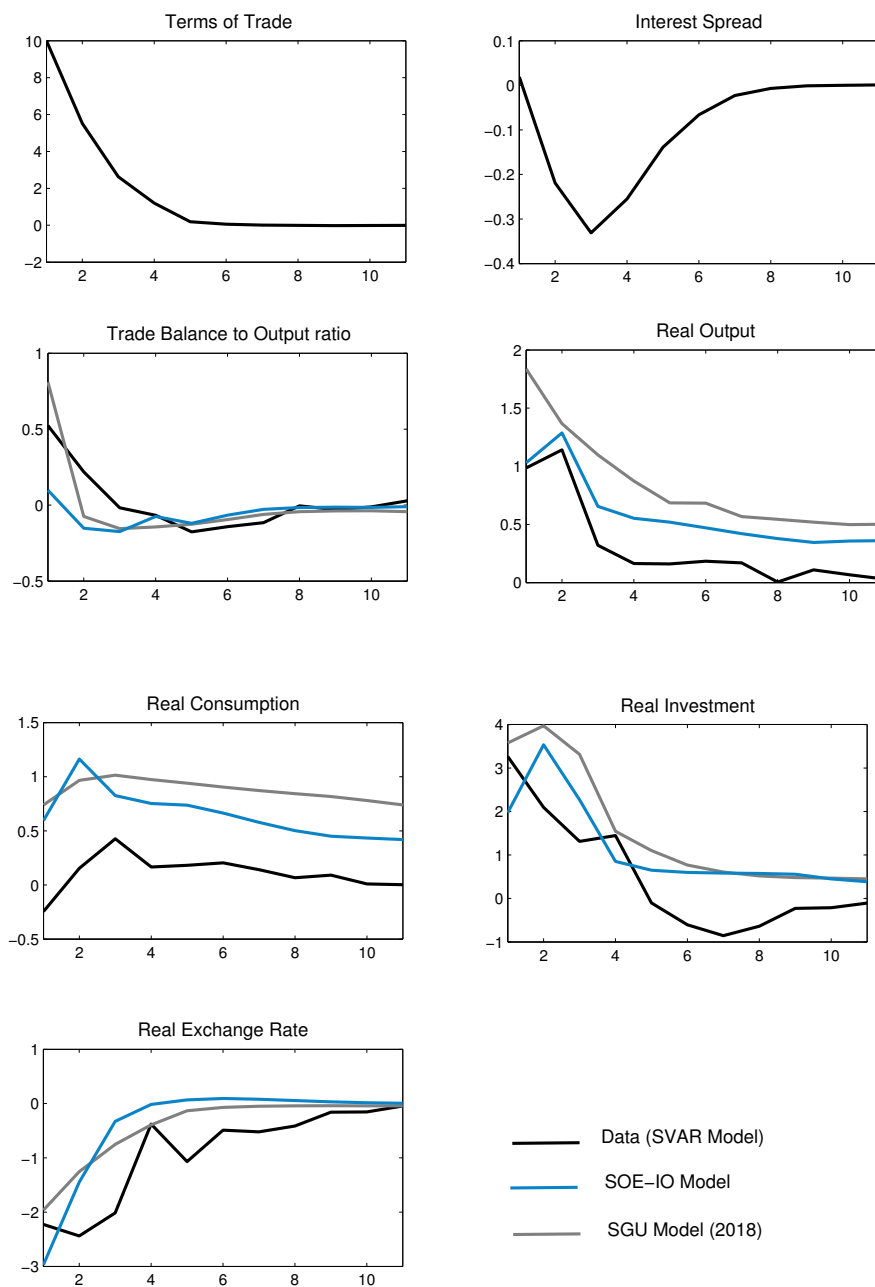 Terms of Trade
10
8
6
4
2
0
−2
2 4 6 8 10
Interest Spread
0.1
0
−0.1
−0.2
−0.3
−0.4
2 4 6 8 10
Trade Balance to Output ratio
1
0.5
0
−0.5
2 4 6 8 10
Real Output
2
1.5
1
0.5
0
2 4 6 8 10
Real Consumption
1.5
1
0.5
0
−0.5
2 4 6 8 10
Real Investment
4
3
2
1
0
−1
2 4 6 8 10
Real Exchange Rate
1
0
−1
−2
−3
2 4 6 8 10
Data (SVAR Model)
SOE−IO Model
SGU Model (2018)